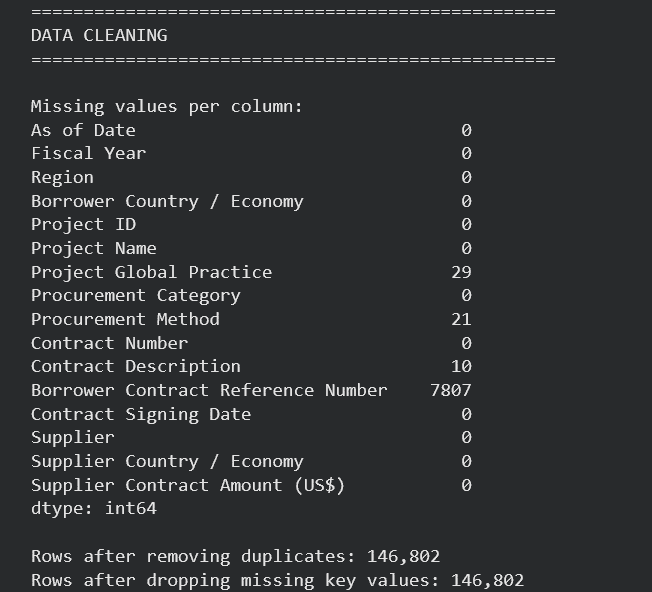 ==================================================
DATA CLEANING
==================================================
Missing values per column:
As of Date 0
Fiscal Year 0
Region 0
Borrower Country / Economy 0
Project ID 0
Project Name 0
Project Global Practice 29
Procurement Category 0
Procurement Method 21
Contract Number 0
Contract Description 10
Borrower Contract Reference Number 7807
Contract Signing Date 0
Supplier 0
Supplier Country / Economy 0
Supplier Contract Amount (US$) 0
dtype: int64
Rows after removing duplicates: 146,802
Rows after dropping missing key values: 146,802